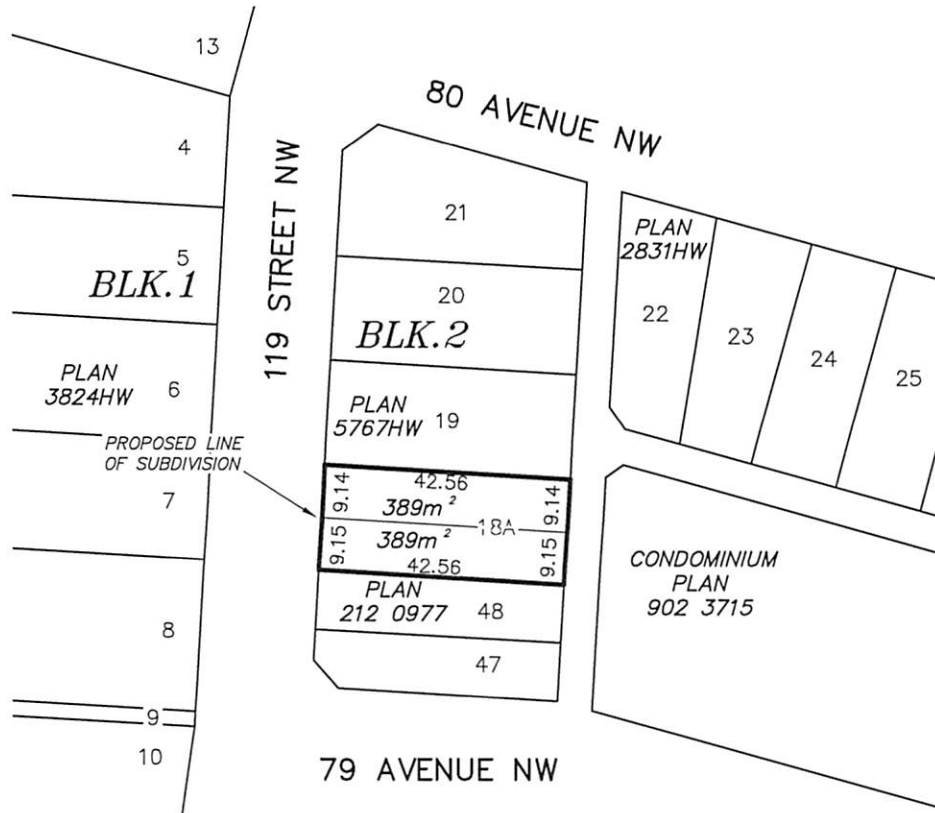 13
80 AVENUE NW
4
119 STREET NW
21
PLAN
2831HW
5
BLK.1
20
BLK.2
22
23
24
25
PLAN
3824HW
6
PLAN
5767HW
19
PROPOSED LINE
OF SUBDIVISION
7
42.56
9.14
389m²
9.14
18A
9.15
389m²
9.15
42.56
PLAN
212 0977
48
CONDOMINIUM
PLAN
902 3715
8
47
9
10
79 AVENUE NW